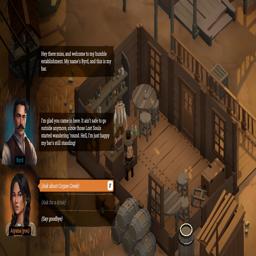 Hey there miss, and welcome to my humble
establishment. My name's Byrd, and this is my
bar.
I'm glad you came in here. It ain't safe to go
outside anymore, since those Lost Souls
started wandering 'round. Hell, I'm just happy
my bar's still standing!
Byrd
(Ask about Coyote Creek)
(Ask for a drink)
(Say goodbye)
(you)